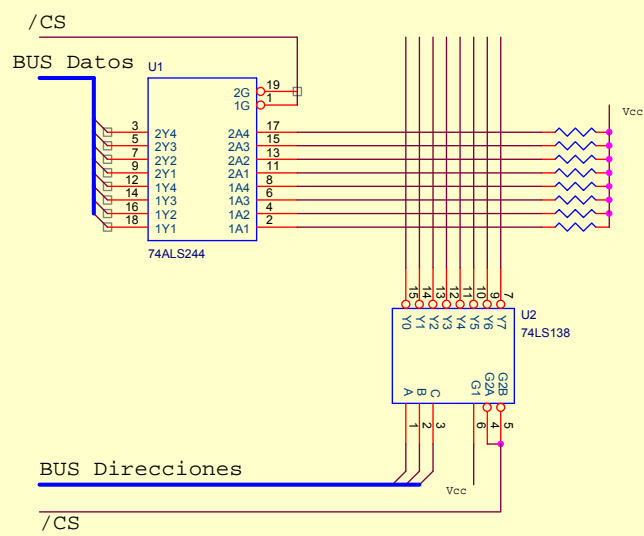 /CS
BUS Datos
U1
Vcc
2G 19
1G 1
3 2Y4 2A4 17
5 2Y3 2A3 15
7 2Y2 2A2 13
9 2Y1 2A1 11
12 1Y4 1A4 8
14 1Y3 1A3 6
16 1Y2 1A2 4
18 1Y1 1A1 2
74ALS244
15 14 13 12 11 10 9 7
Y0 Y1 Y2 Y3 Y4 Y5 Y6 Y7
U2
74LS138
A B C G1 G2A G2B
1 2 3 6 4 5
BUS Direcciones
Vcc
/CS